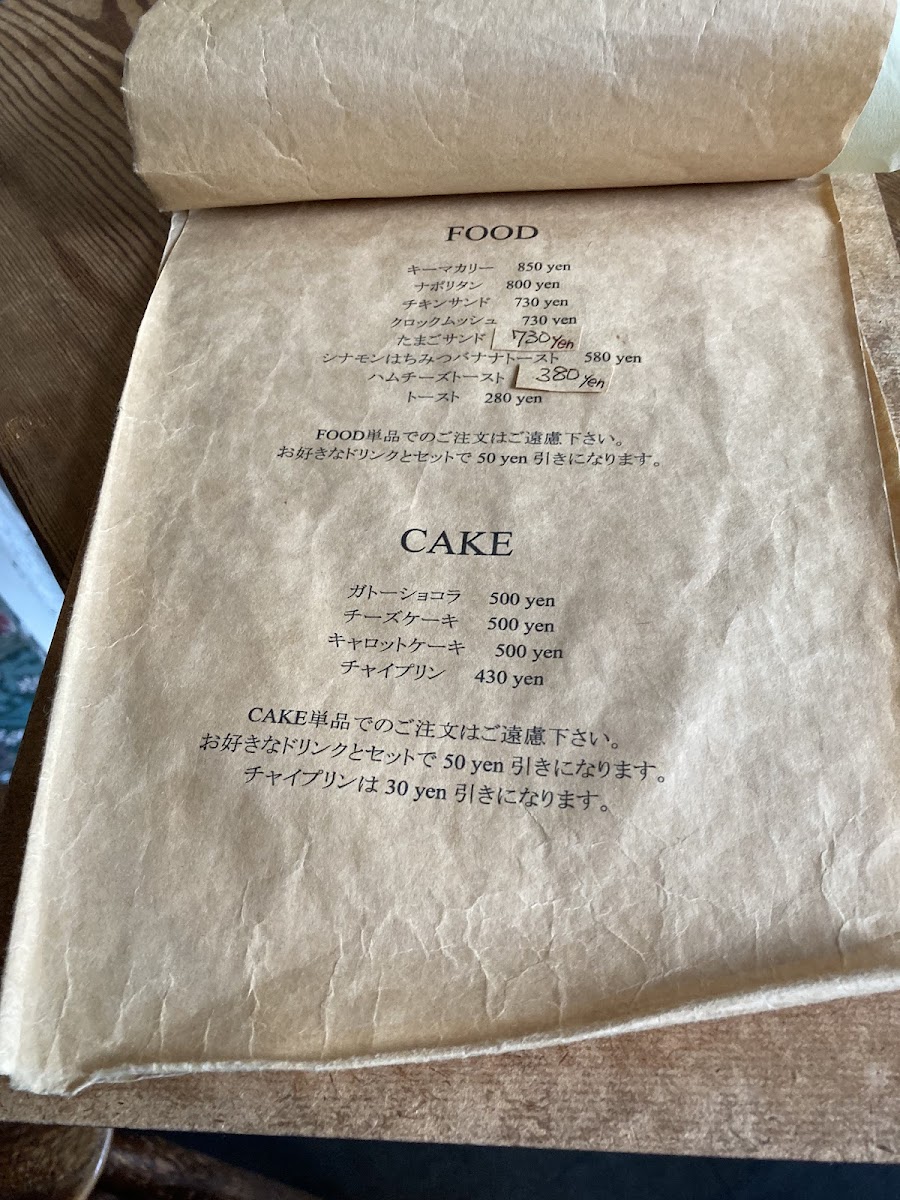 FOOD
キーマカリー 850 yen
ナポリタン 800 yen
チキンサンド 730 yen
クロックムッシュ 730 yen
たまごサンド 730yen
シナモンはちみつバナナトースト 580 yen
ハムチーズトースト 380yen
トースト 280 yen
FOOD単品でのご注文はご遠慮下さい。
お好きなドリンクとセットで 50 yen 引きになります。
CAKE
ガトーショコラ 500 yen
チーズケーキ 500 yen
キャロットケーキ 500 yen
チャイプリン 430 yen
CAKE単品でのご注文はご遠慮下さい。
お好きなドリンクとセットで 50 yen 引きになります。
チャイプリンは 30 yen 引きになります。